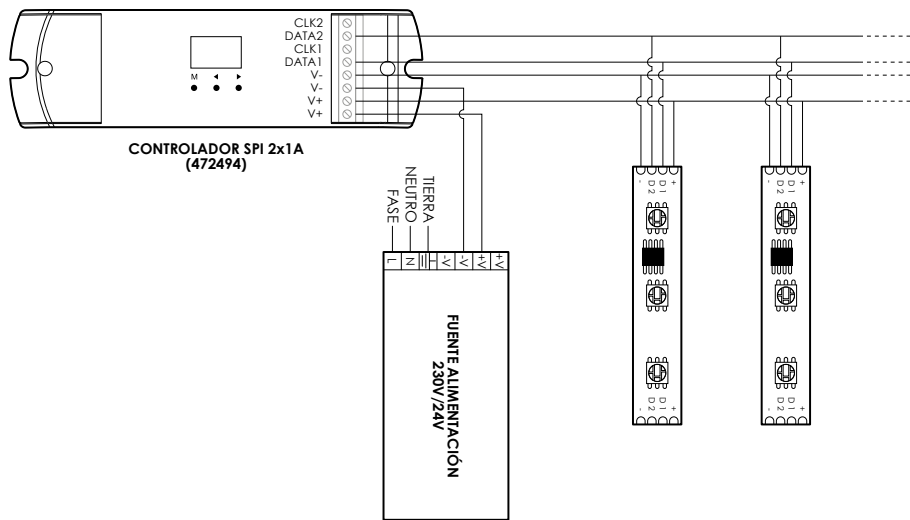 CLK2
DATA2
CLK1
DATA1
V-
V-
V+
V+
M
CONTROLADOR SPI 2x1A
(472494)
FASE
NEUTRO
TIERRA
L
N
-V
-V
+V
+V
FUENTE ALIMENTACIÓN
230V/24V
- D2 D1 +
- D2 D1 +
- D2 D1 +
- D2 D1 +